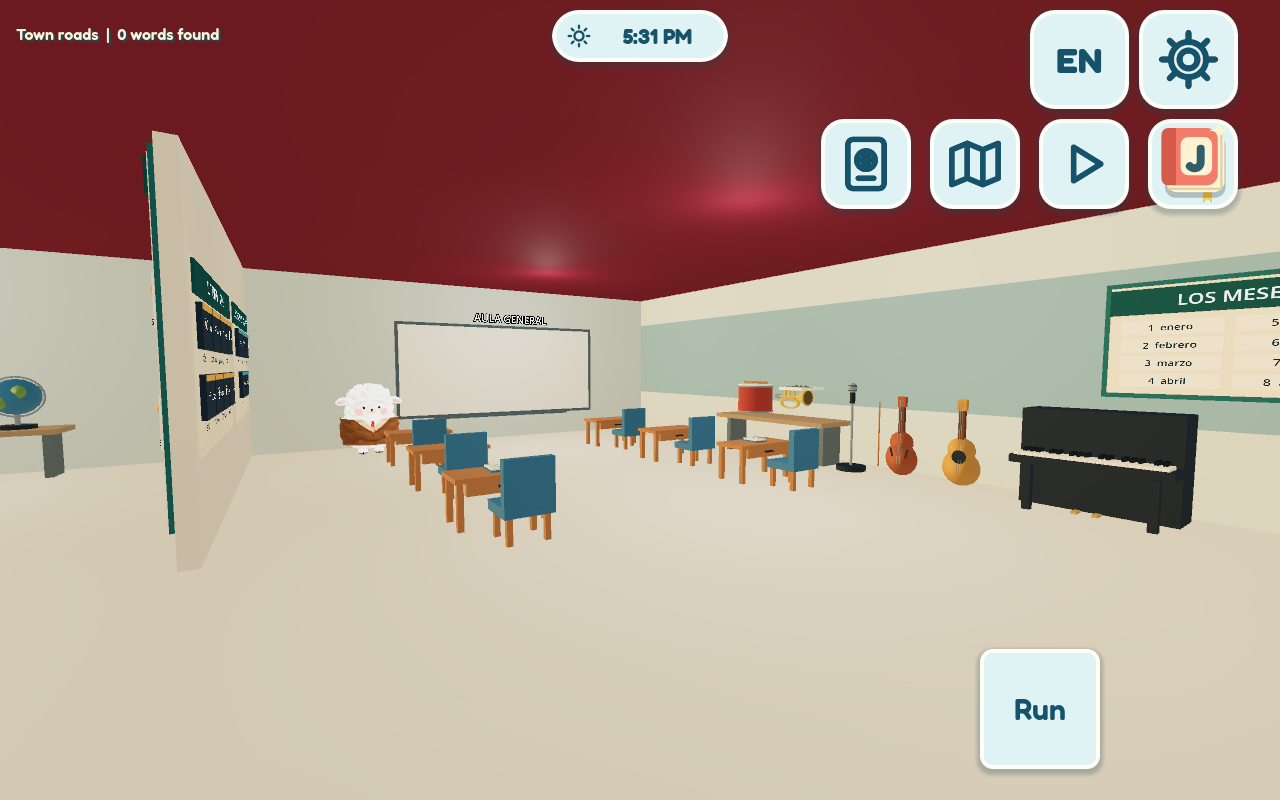 Town roads | 0 words found
5:31 PM
EN
J
AULA GENERAL
LOS MESE
1 enero
5
2 febrero
6
3 marzo
7
4 abril
8
Run